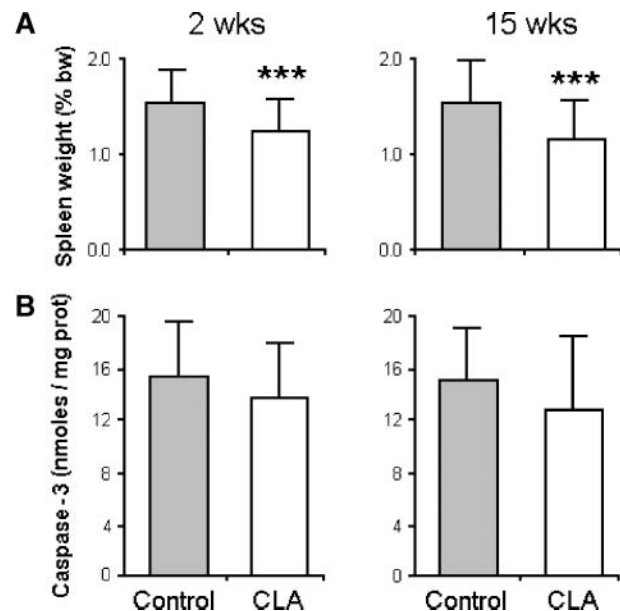 A
2 wks
15 wks
Spleen weight (% bw)
2.0
1.0
0.0
***
2.0
1.0
0.0
***
B
Caspase - 3 (nmoles / mg prot)
20
16
12
8
4
0
20
16
12
8
4
0
Control
CLA
Control
CLA